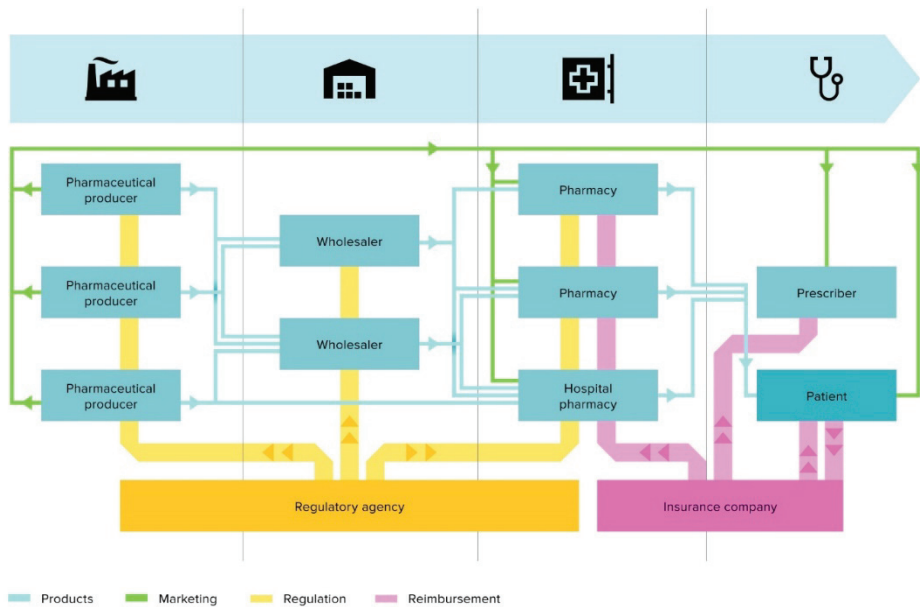 Pharmaceutical
producer
Pharmacy
Wholesaler
Pharmaceutical
producer
Pharmacy
Prescriber
Wholesaler
Pharmaceutical
producer
Hospital
pharmacy
Patient
Regulatory agency
Insurance company
Products
Marketing
Regulation
Reimbursement